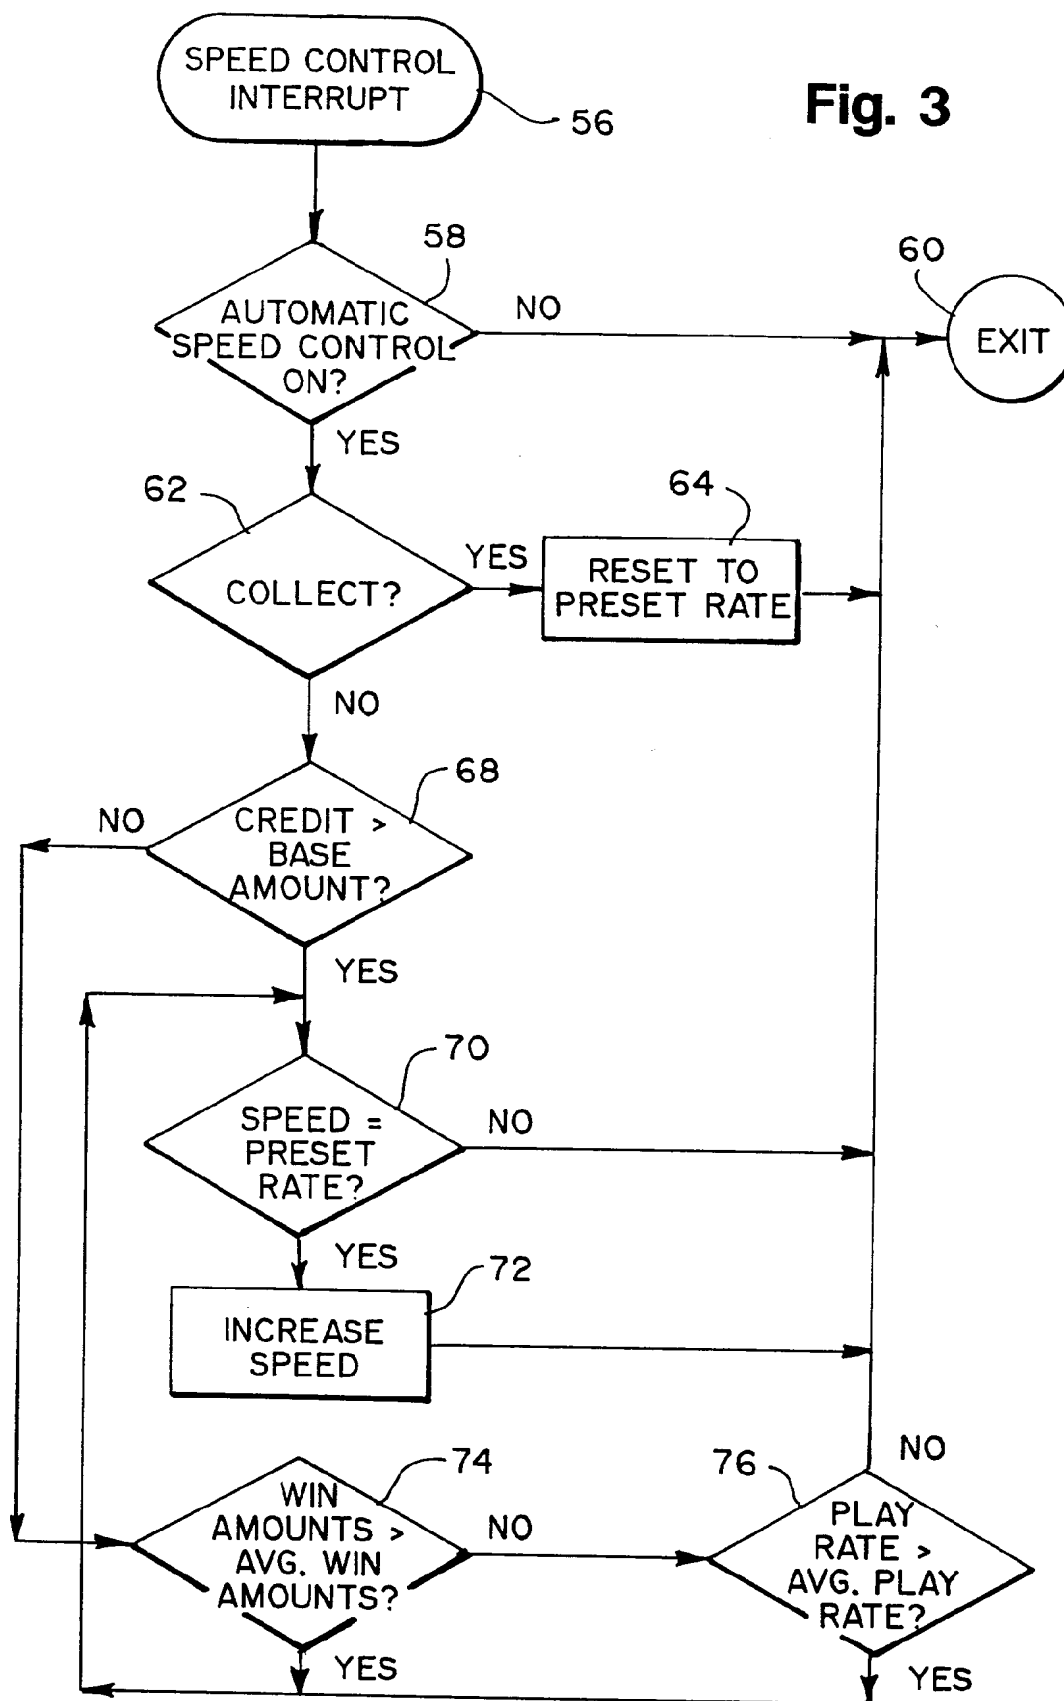 SPEED CONTROL
INTERRUPT
56
Fig. 3
58
AUTOMATIC
SPEED CONTROL
ON?
NO
60
EXIT
YES
62
COLLECT?
YES
64
RESET TO
PRESET RATE
NO
68
CREDIT >
BASE
AMOUNT?
NO
YES
70
SPEED =
PRESET
RATE?
NO
YES
72
INCREASE
SPEED
74
WIN
AMOUNTS >
AVG. WIN
AMOUNTS?
NO
YES
76
NO
PLAY
RATE >
AVG. PLAY
RATE?
YES